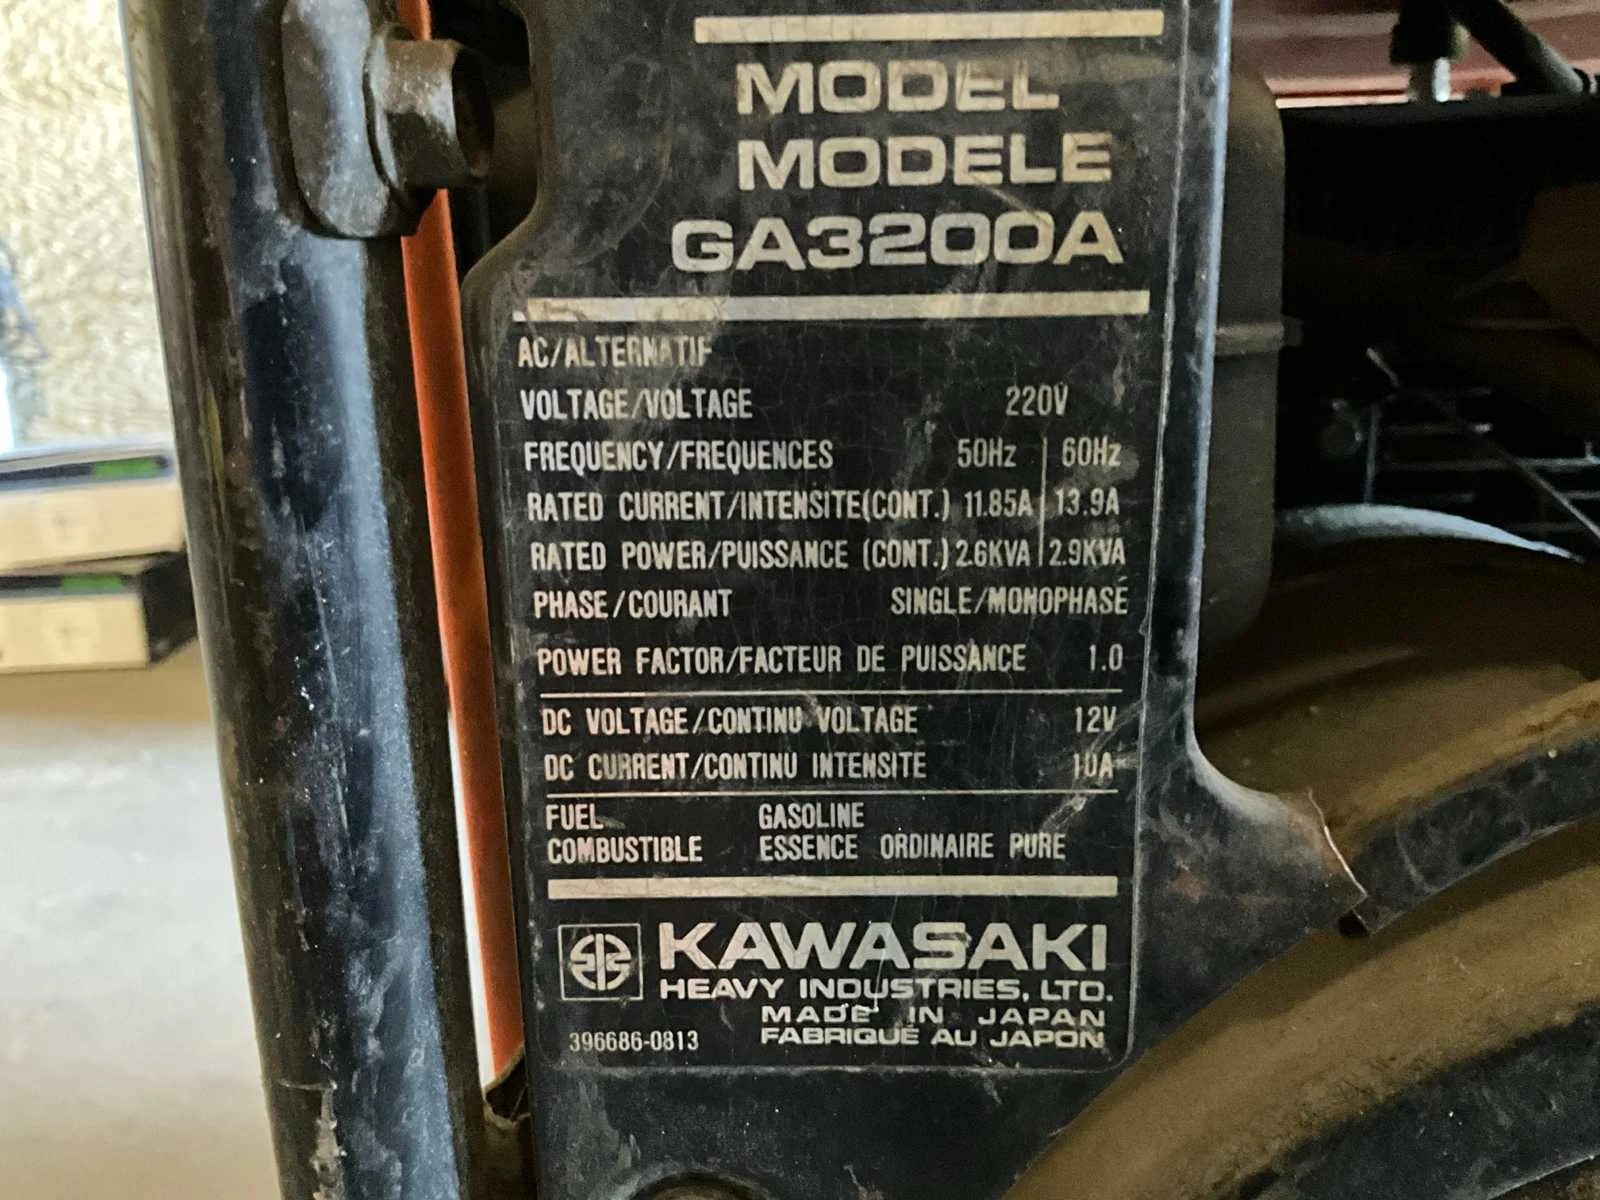 MODEL
MODELE
GA3200A
AC/ALTERNATIF
VOLTAGE/VOLTAGE 220V
FREQUENCY/FREQUENCES 50Hz 60Hz
RATED CURRENT/INTENSITE(CONT.) 11.85A 13.9A
RATED POWER/PUISSANCE (CONT.) 2.6KVA 2.9KVA
PHASE/COURANT SINGLE/MONOPHASÉ
POWER FACTOR/FACTEUR DE PUISSANCE 1.0
DC VOLTAGE/CONTINU VOLTAGE 12V
DC CURRENT/CONTINU INTENSITE 10A
FUEL GASOLINE
COMBUSTIBLE ESSENCE ORDINAIRE PURE
KAWASAKI
HEAVY INDUSTRIES, LTD.
MADE IN JAPAN
396686-0813 FABRIQUÉ AU JAPON